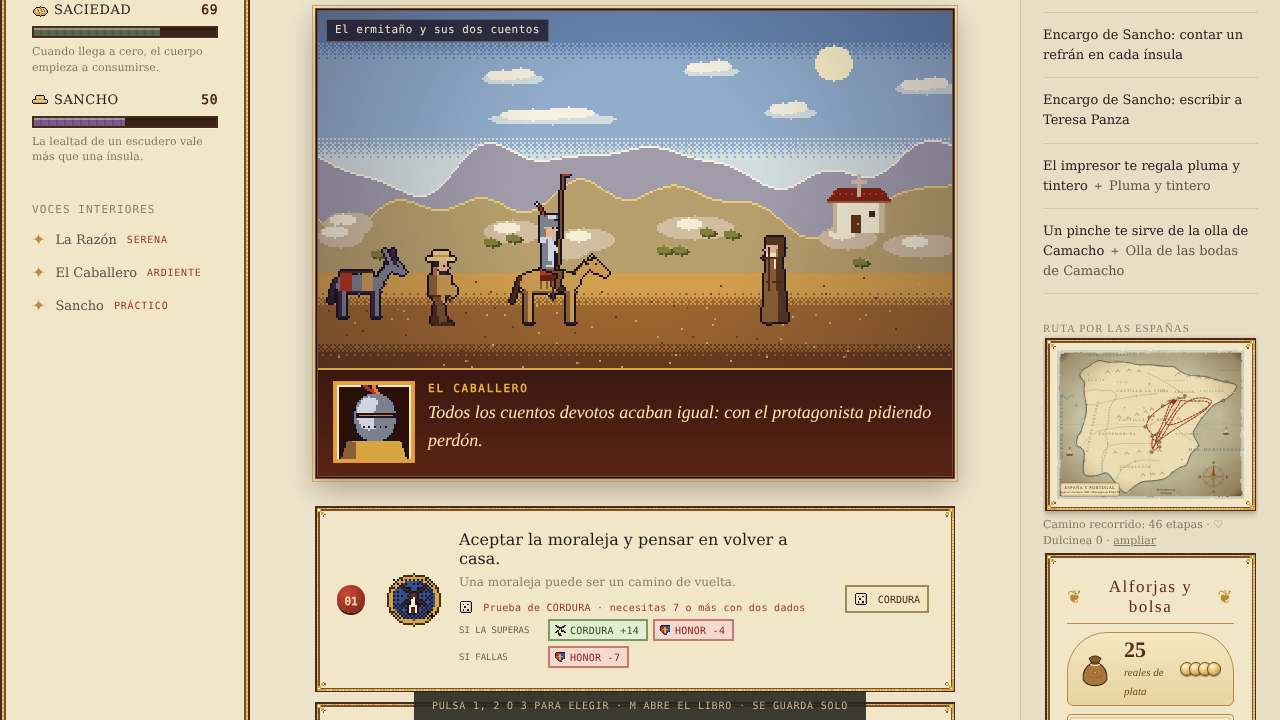 SACIEDAD 69
Cuando llega a cero, el cuerpo
empieza a consumirse.
SANCHO 50
La lealtad de un escudero vale
más que una ínsula.
VOCES INTERIORES
La Razón SERENA
El Caballero ARDIENTE
Sancho PRÁCTICO
El ermitaño y sus dos cuentos
EL CABALLERO
Todos los cuentos devotos acaban igual: con el protagonista pidiendo
perdón.
01
Aceptar la moraleja y pensar en volver a
casa.
Una moraleja puede ser un camino de vuelta.
Prueba de CORDURA · necesitas 7 o más con dos dados
SI LA SUPERAS CORDURA +14 HONOR -4
SI FALLAS HONOR -7
CORDURA
PULSA 1, 2 O 3 PARA ELEGIR · M ABRE EL LIBRO · SE GUARDA SOLO
Encargo de Sancho: contar un
refrán en cada ínsula
Encargo de Sancho: escribir a
Teresa Panza
El impresor te regala pluma y
tintero + Pluma y tintero
Un pinche te sirve de la olla de
Camacho + Olla de las bodas
de Camacho
RUTA POR LAS ESPAÑAS
ESPAÑA Y PORTUGAL
Camino recorrido: 46 etapas · ♡
Dulcinea 0 · ampliar
Alforjas y
bolsa
25
reales de
plata